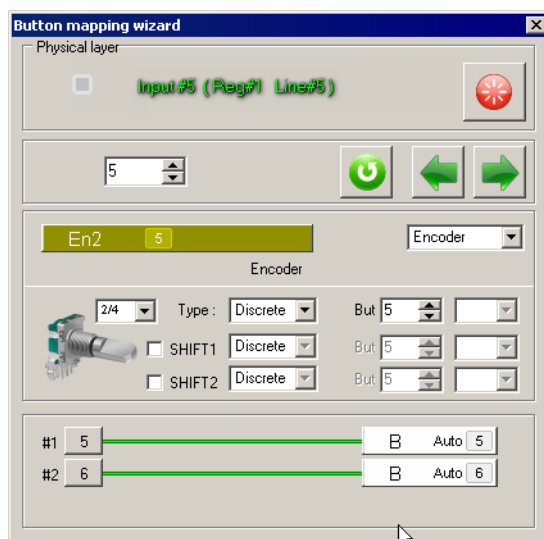 Button mapping wizard
Physical layer
Input #5 ( Reg#1 Line#5 )
5
En2 5 Encoder
Encoder
2/4 Type : Discrete But 5
SHIFT1 Discrete But 5
SHIFT2 Discrete But 5
#1 5 B Auto 5
#2 6 B Auto 6